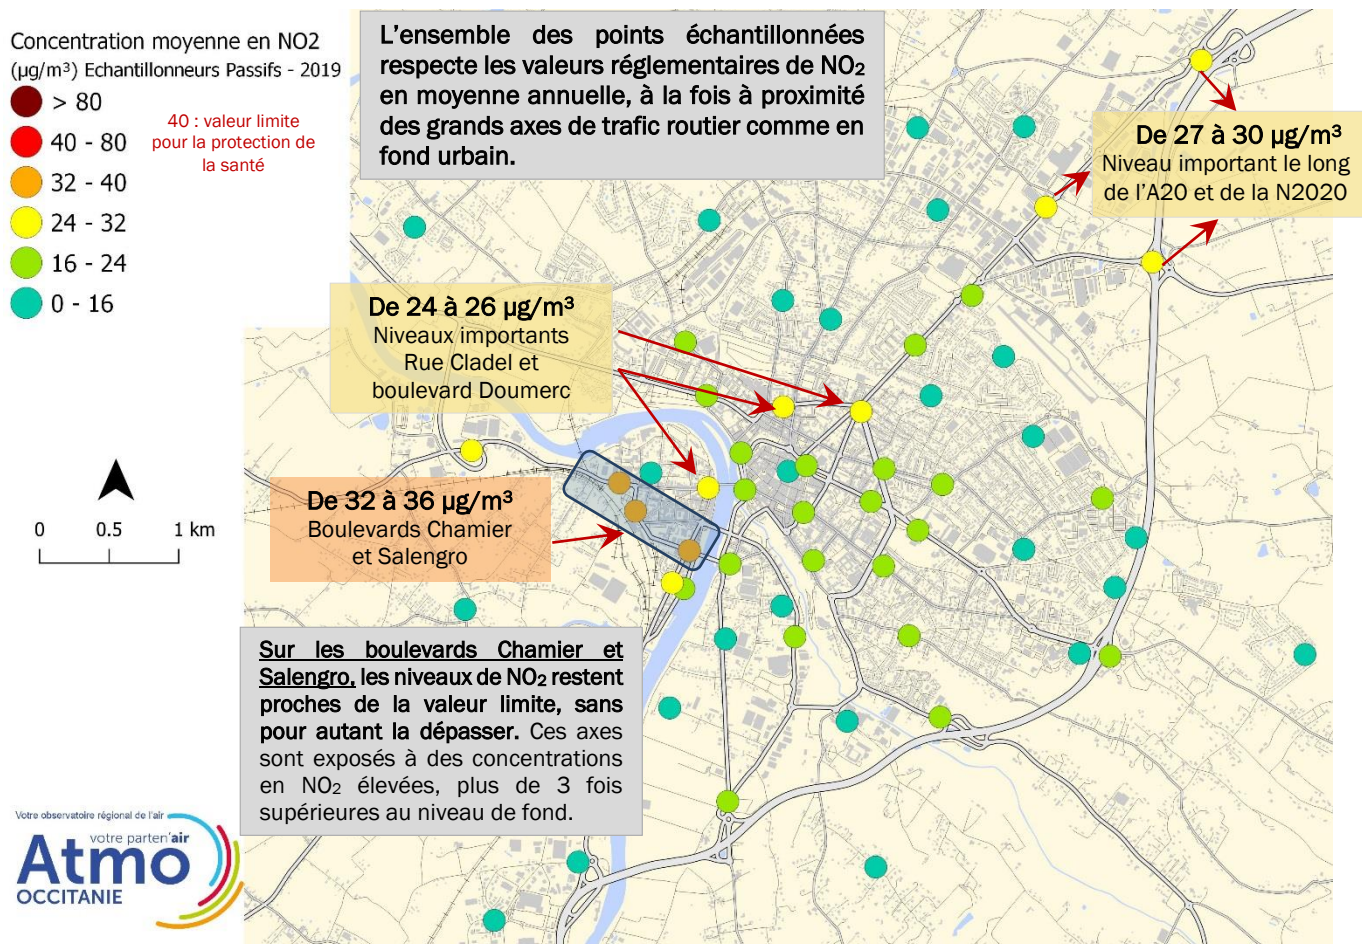 Concentration moyenne en NO2
(µg/m³) Echantillonneurs Passifs - 2019
> 80
40 - 80
32 - 40
24 - 32
16 - 24
0 - 16
40 : valeur limite
pour la protection de
la santé
L'ensemble des points échantillonnées
respecte les valeurs réglementaires de NO₂
en moyenne annuelle, à la fois à proximité
des grands axes de trafic routier comme en
fond urbain.
De 27 à 30 µg/m³
Niveau important le long
de l'A20 et de la N2020
De 24 à 26 µg/m³
Niveaux importants
Rue Cladel et
boulevard Doumerc
De 32 à 36 µg/m³
Boulevards Chamier
et Salengro
0 0.5 1 km
Sur les boulevards Chamier et
Salengro, les niveaux de NO₂ restent
proches de la valeur limite, sans
pour autant la dépasser. Ces axes
sont exposés à des concentrations
en NO₂ élevées, plus de 3 fois
supérieures au niveau de fond.
Votre observatoire régional de l'air
votre parten'air
Atmo
OCCITANIE